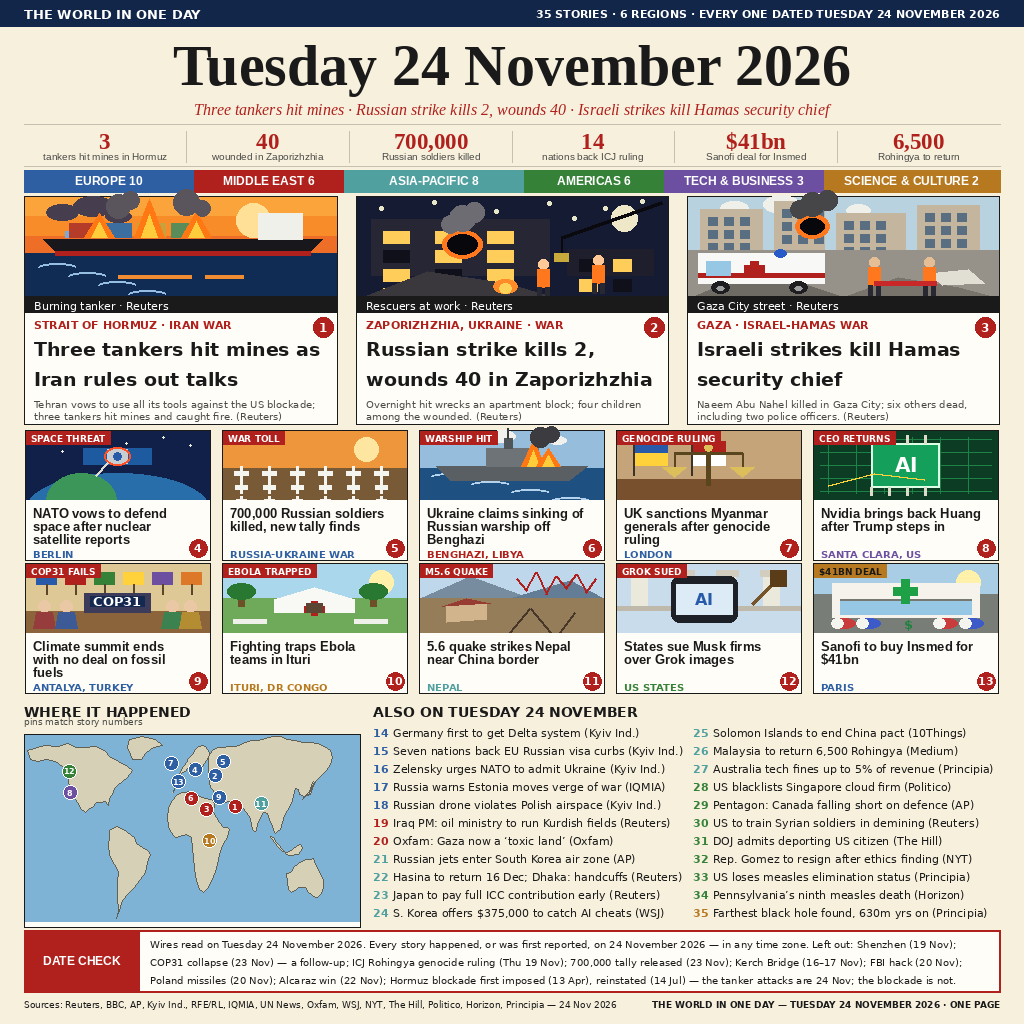 THE WORLD IN ONE DAY
35 STORIES · 6 REGIONS · EVERY ONE DATED TUESDAY 24 NOVEMBER 2026
Tuesday 24 November 2026
Three tankers hit mines · Russian strike kills 2, wounds 40 · Israeli strikes kill Hamas security chief
3
tankers hit mines in Hormuz
40
wounded in Zaporizhzhia
700,000
Russian soldiers killed
14
nations back ICJ ruling
$41bn
Sanofi deal for Insmed
6,500
Rohingya to return
EUROPE 10
MIDDLE EAST 6
ASIA-PACIFIC 8
AMERICAS 6
TECH & BUSINESS 3
SCIENCE & CULTURE 2
Burning tanker · Reuters
STRAIT OF HORMUZ · IRAN WAR
1
Three tankers hit mines as
Iran rules out talks
Tehran vows to use all its tools against the US blockade;
three tankers hit mines and caught fire. (Reuters)
Rescuers at work · Reuters
ZAPORIZHZHIA, UKRAINE · WAR
2
Russian strike kills 2,
wounds 40 in Zaporizhzhia
Overnight hit wrecks an apartment block; four children
among the wounded. (Reuters)
Gaza City street · Reuters
GAZA · ISRAEL-HAMAS WAR
3
Israeli strikes kill Hamas
security chief
Naeem Abu Nahel killed in Gaza City; six others dead,
including two police officers. (Reuters)
SPACE THREAT
NATO vows to defend
space after nuclear
satellite reports
BERLIN
4
WAR TOLL
700,000 Russian soldiers
killed, new tally finds
RUSSIA-UKRAINE WAR
5
WARSHIP HIT
Ukraine claims sinking of
Russian warship off
Benghazi
BENGHAZI, LIBYA
6
GENOCIDE RULING
UK sanctions Myanmar
generals after genocide
ruling
LONDON
7
CEO RETURNS
AI
Nvidia brings back Huang
after Trump steps in
SANTA CLARA, US
8
COP31 FAILS
COP31
Climate summit ends
with no deal on fossil
fuels
ANTALYA, TURKEY
9
EBOLA TRAPPED
Fighting traps Ebola
teams in Ituri
ITURI, DR CONGO
10
M5.6 QUAKE
5.6 quake strikes Nepal
near China border
NEPAL
11
GROK SUED
AI
States sue Musk firms
over Grok images
US STATES
12
$41BN DEAL
$
Sanofi to buy Insmed for
$41bn
PARIS
13
WHERE IT HAPPENED
pins match story numbers
12
8
7
4
5
2
13
6
3
9
1
11
10
ALSO ON TUESDAY 24 NOVEMBER
14 Germany first to get Delta system (Kyiv Ind.)
15 Seven nations back EU Russian visa curbs (Kyiv Ind.)
16 Zelensky urges NATO to admit Ukraine (Kyiv Ind.)
17 Russia warns Estonia moves verge of war (IQMIA)
18 Russian drone violates Polish airspace (Kyiv Ind.)
19 Iraq PM: oil ministry to run Kurdish fields (Reuters)
20 Oxfam: Gaza now a ‘toxic land’ (Oxfam)
21 Russian jets enter South Korea air zone (AP)
22 Hasina to return 16 Dec; Dhaka: handcuffs (Reuters)
23 Japan to pay full ICC contribution early (Reuters)
24 S. Korea offers $375,000 to catch AI cheats (WSJ)
25 Solomon Islands to end China pact (10Things)
26 Malaysia to return 6,500 Rohingya (Medium)
27 Australia tech fines up to 5% of revenue (Principia)
28 US blacklists Singapore cloud firm (Politico)
29 Pentagon: Canada falling short on defence (AP)
30 US to train Syrian soldiers in demining (Reuters)
31 DOJ admits deporting US citizen (The Hill)
32 Rep. Gomez to resign after ethics finding (NYT)
33 US loses measles elimination status (Principia)
34 Pennsylvania’s ninth measles death (Horizon)
35 Farthest black hole found, 630m yrs on (Principia)
DATE CHECK
Wires read on Tuesday 24 November 2026. Every story happened, or was first reported, on 24 November 2026 — in any time zone. Left out: Shenzhen (19 Nov);
COP31 collapse (23 Nov) — a follow-up; ICJ Rohingya genocide ruling (Thu 19 Nov); 700,000 tally released (23 Nov); Kerch Bridge (16–17 Nov); FBI hack (20 Nov);
Poland missiles (20 Nov); Alcaraz win (22 Nov); Hormuz blockade first imposed (13 Apr), reinstated (14 Jul) — the tanker attacks are 24 Nov; the blockade is not.
Sources: Reuters, BBC, AP, Kyiv Ind., RFE/RL, IQMIA, UN News, Oxfam, WSJ, NYT, The Hill, Politico, Horizon, Principia — 24 Nov 2026
THE WORLD IN ONE DAY — TUESDAY 24 NOVEMBER 2026 · ONE PAGE